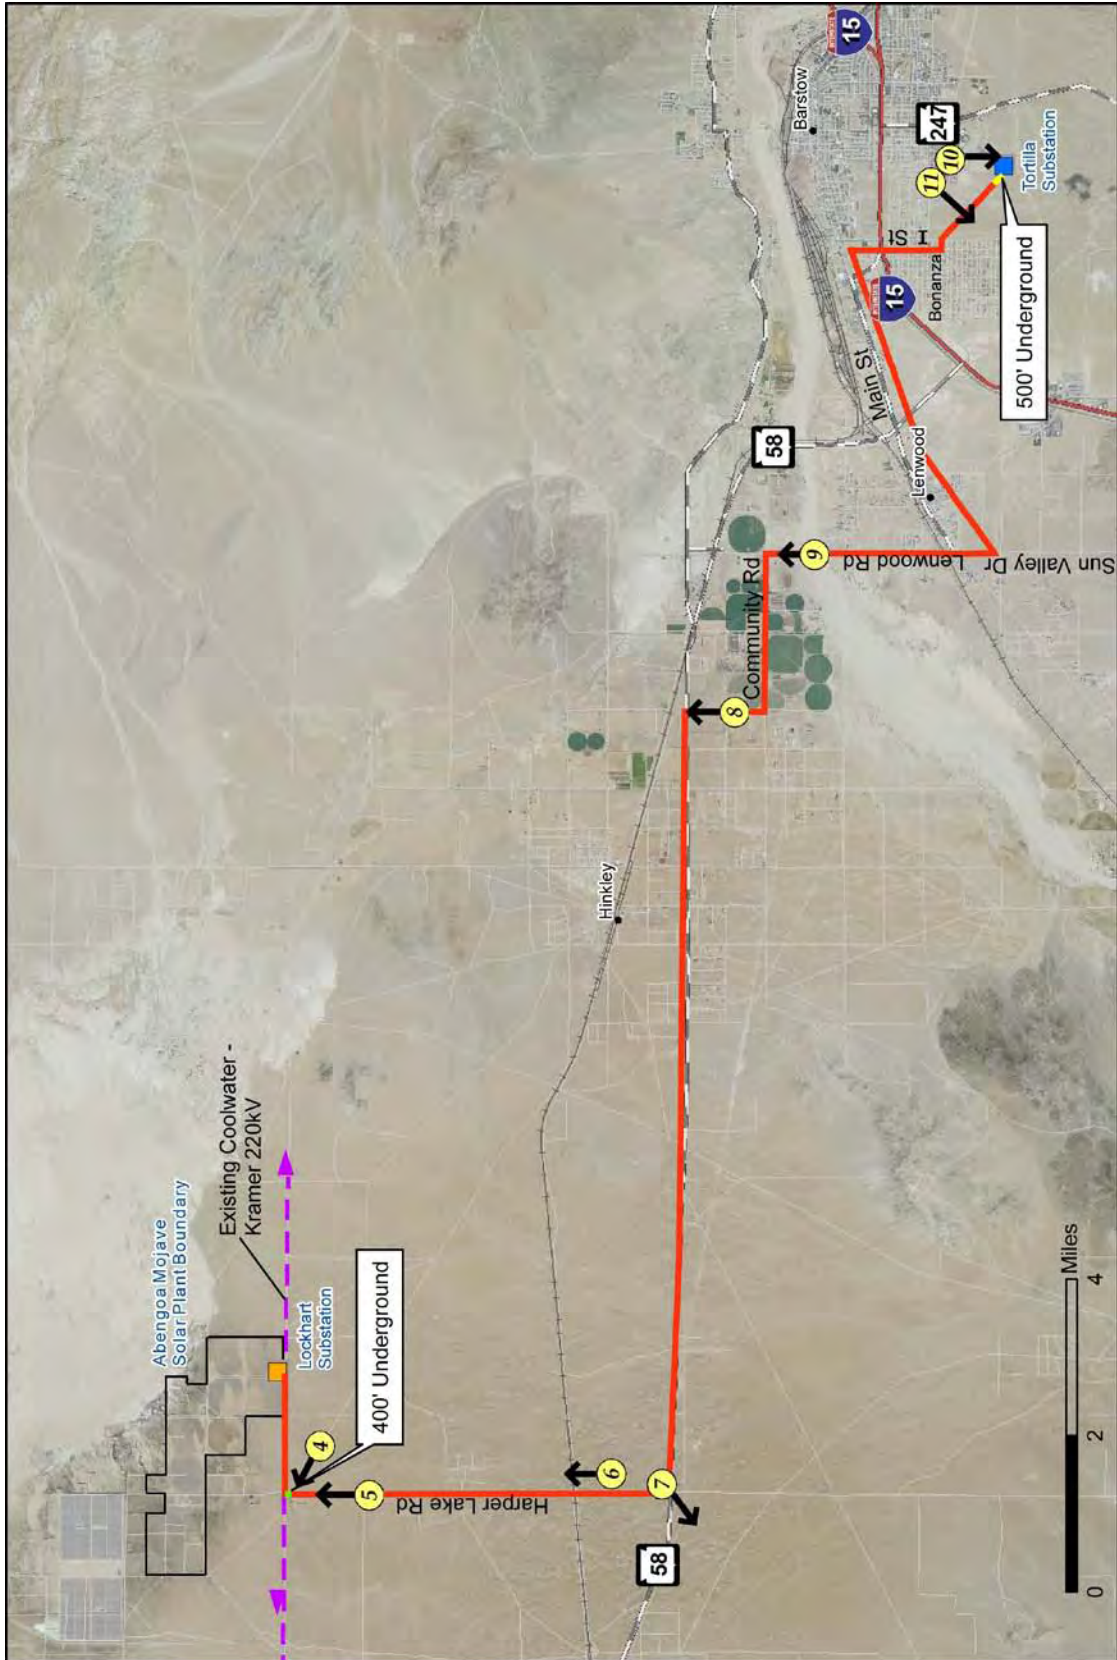 Abengoa Mojave
Solar Plant Boundary
Existing Coolwater -
Kramer 220kV
Lockhart
Substation
400' Underground
4
5
6
7
Harper Lake Rd
58
Hinkley
8
Community Rd
9
Lenwood Rd
Sun Valley Dr
58
Lenwood
Main St
15
Barstow
15
I St
Bonanza
247
10
11
Tortilla
Substation
500' Underground
0
2
4
Miles